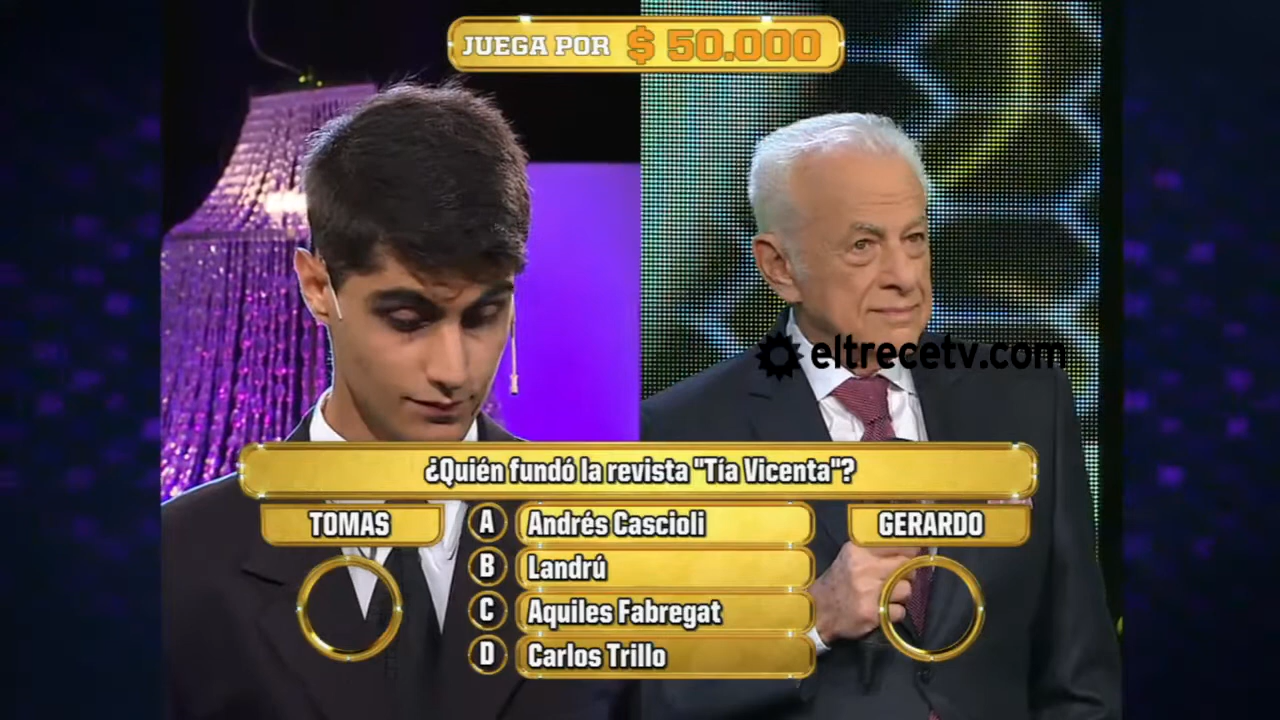 JUEGA POR $ 50.000
eltrecetv.com
¿Quién fundó la revista "Tía Vicenta"?
TOMAS
GERARDO
A Andrés Cascioli
B Landrú
C Aquiles Fabregat
D Carlos Trillo